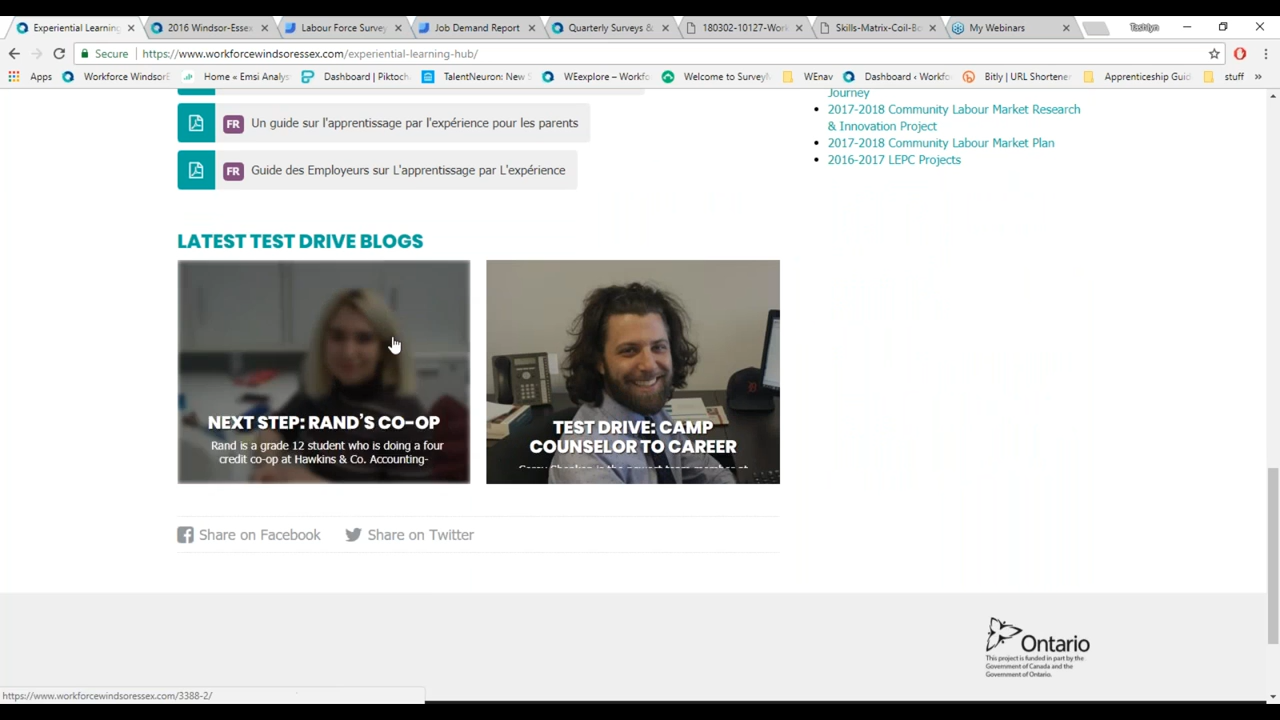 Experiential Learning
2016 Windsor-Essex
Labour Force Survey
Job Demand Report
Quarterly Surveys &
180302-10127-Work
Skills-Matrix-Coil-Bo
My Webinars
Tashlyn
Secure
https://www.workforcewindsoressex.com/experiential-learning-hub/
Apps
Workforce Windsor
Home « Emsi Analys
Dashboard | Piktoch
TalentNeuron: New S
WEexplore – Workfo
Welcome to Survey
WEnav
Dashboard ‹ Workfo
Bitly | URL Shortener
Apprenticeship Guid
stuff
»
Journey
2017-2018 Community Labour Market Research
& Innovation Project
2017-2018 Community Labour Market Plan
2016-2017 LEPC Projects
FR Un guide sur l'apprentissage par l'expérience pour les parents
FR Guide des Employeurs sur L'apprentissage par L'expérience
LATEST TEST DRIVE BLOGS
NEXT STEP: RAND'S CO-OP
Rand is a grade 12 student who is doing a four
credit co-op at Hawkins & Co. Accounting-
TEST DRIVE: CAMP
COUNSELOR TO CAREER
Share on Facebook
Share on Twitter
Ontario
This project is funded in part by the
Government of Canada and the
Government of Ontario.
https://www.workforcewindsoressex.com/3388-2/